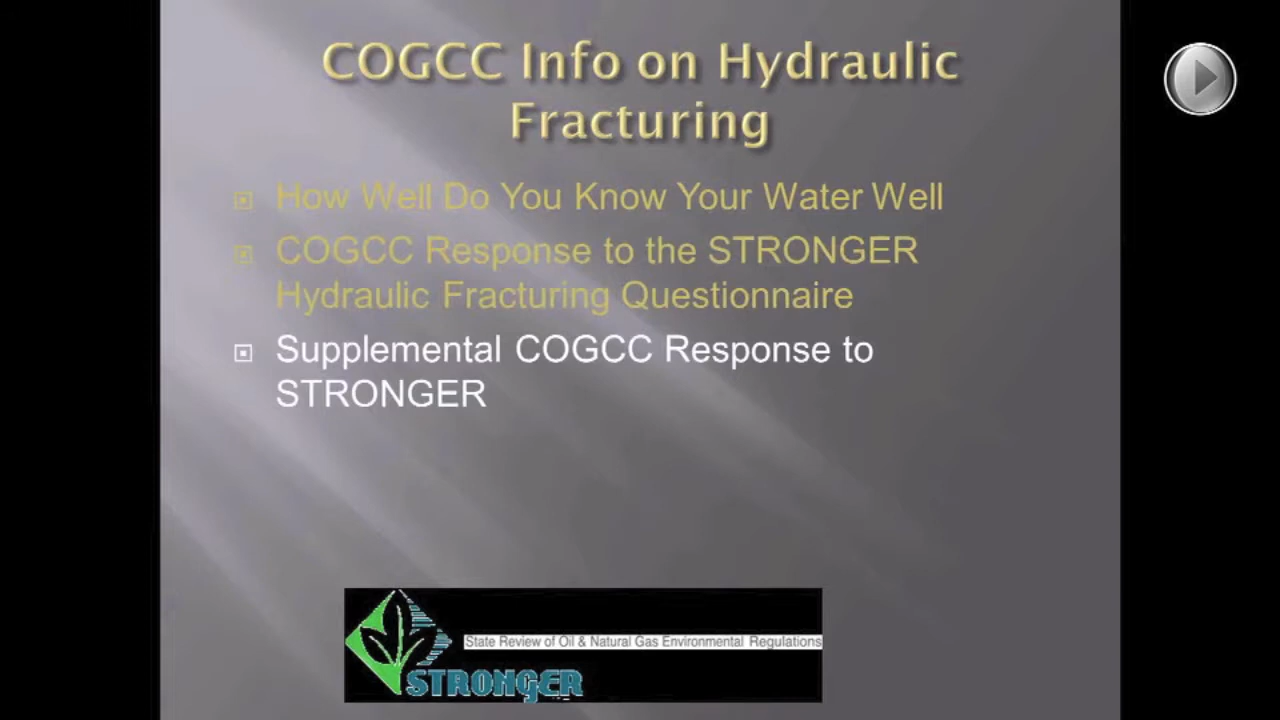 COGCC Info on Hydraulic
Fracturing
How Well Do You Know Your Water Well
COGCC Response to the STRONGER
Hydraulic Fracturing Questionnaire
Supplemental COGCC Response to
STRONGER
State Review of Oil & Natural Gas Environmental Regulations
STRONGER